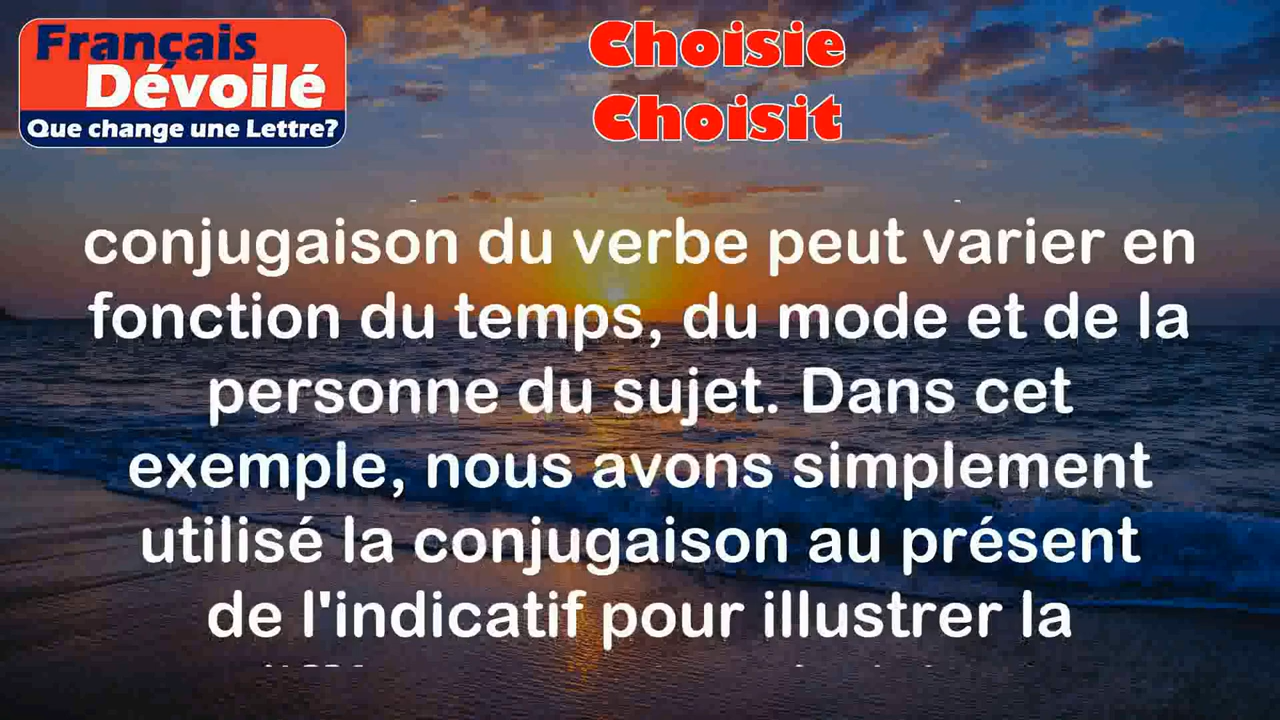 Français
Dévoilé
Que change une Lettre?
Choisie
Choisit
conjugaison du verbe peut varier en
fonction du temps, du mode et de la
personne du sujet. Dans cet
exemple, nous avons simplement
utilisé la conjugaison au présent
de l'indicatif pour illustrer la